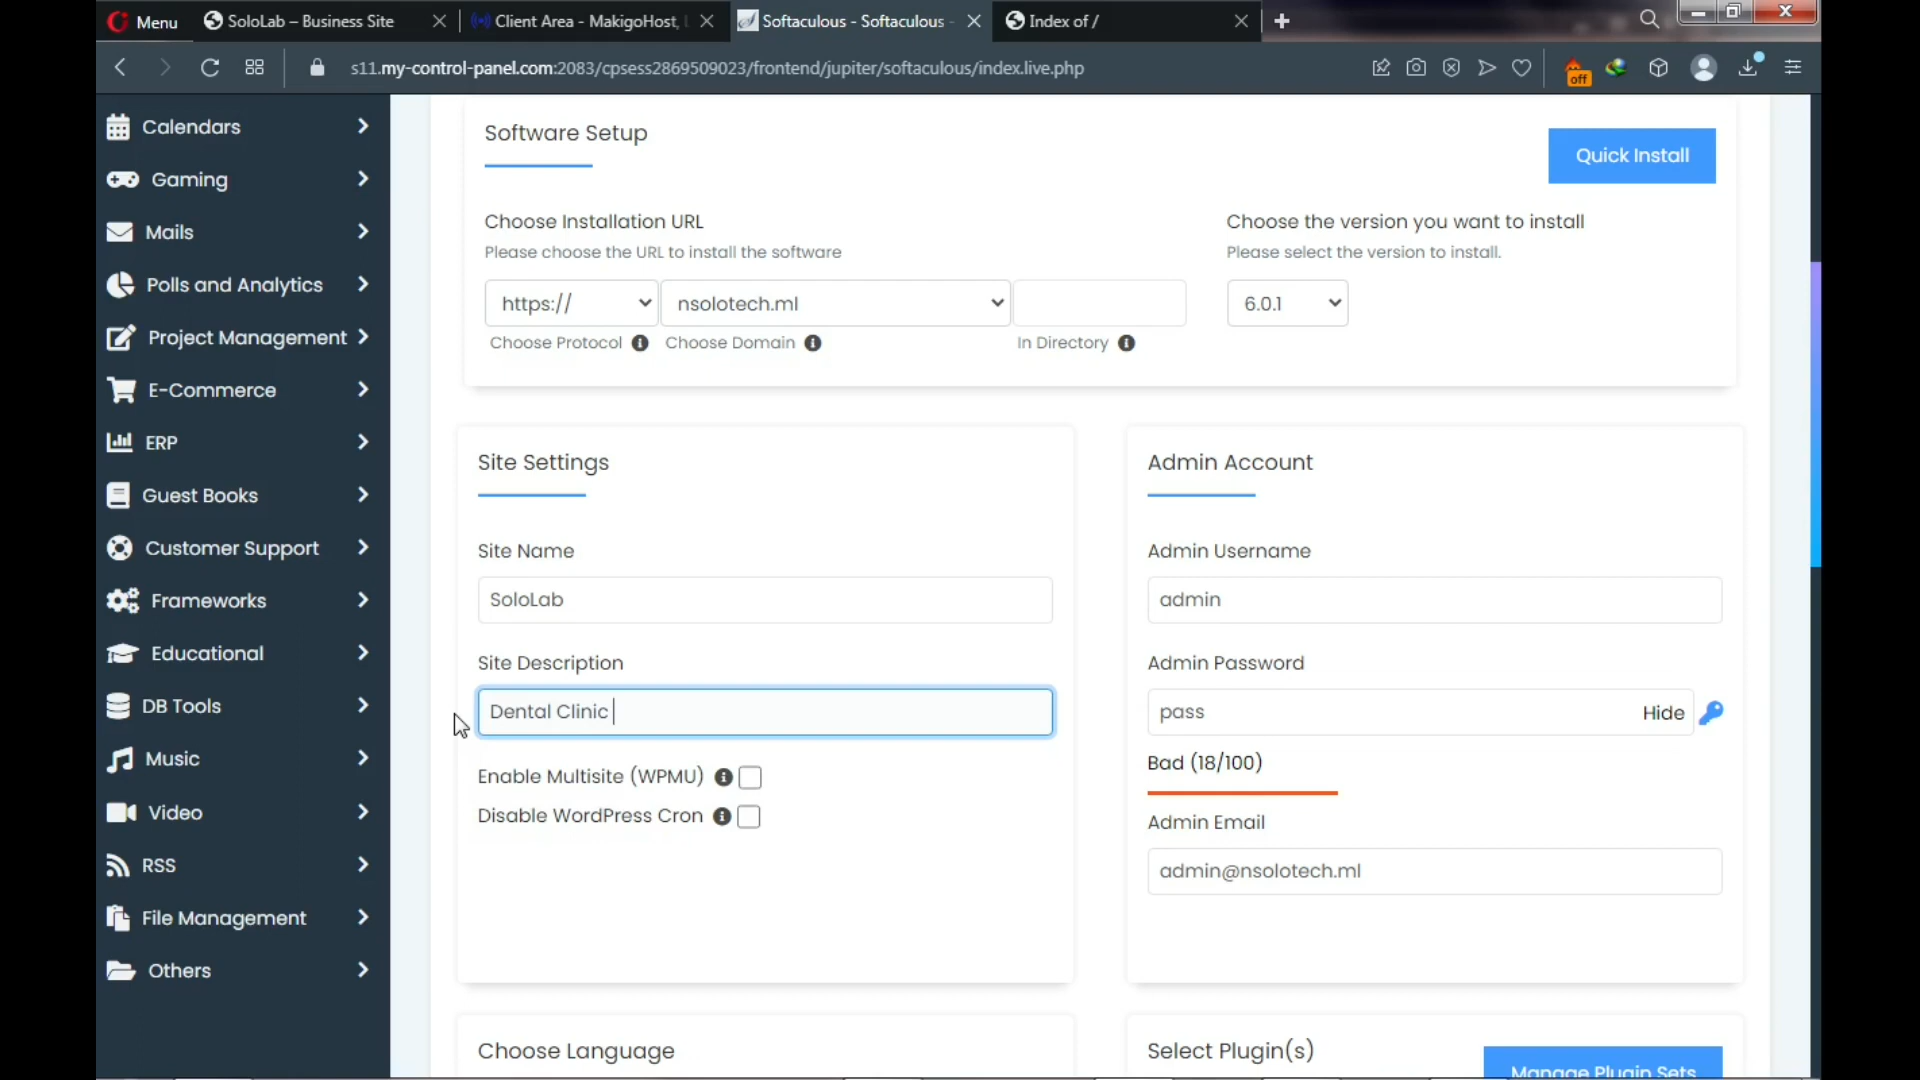 Menu
SoloLab – Business Site
Client Area - MakigoHost,
Softaculous - Softaculous -
Index of /
s11.my-control-panel.com:2083/cpsess2869509023/frontend/jupiter/softaculous/index.live.php
off
Calendars
Gaming
Mails
Polls and Analytics
Project Management
E-Commerce
ERP
Guest Books
Customer Support
Frameworks
Educational
DB Tools
Music
Video
RSS
File Management
Others
Software Setup
Quick Install
Choose Installation URL
Please choose the URL to install the software
https://
nsolotech.ml
Choose Protocol
Choose Domain
In Directory
Choose the version you want to install
Please select the version to install.
6.0.1
Site Settings
Site Name
SoloLab
Site Description
Dental Clinic
Enable Multisite (WPMU)
Disable WordPress Cron
Admin Account
Admin Username
admin
Admin Password
pass
Hide
Bad (18/100)
Admin Email
admin@nsolotech.ml
Choose Language
Select Plugin(s)
Manage Plugin Sets